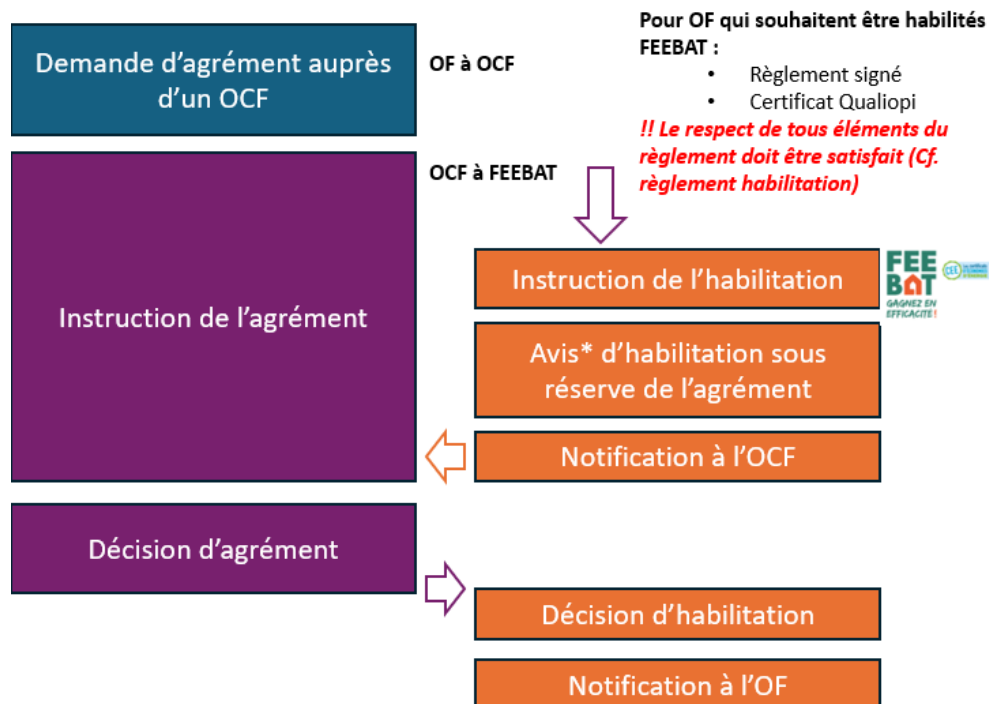 Demande d'agrément auprès
d'un OCF
OF à OCF
Pour OF qui souhaitent être habilités
FEEBAT :
• Règlement signé
• Certificat Qualiopi
!! Le respect de tous éléments du
règlement doit être satisfait (Cf.
règlement habilitation)
OCF à FEEBAT
Instruction de l'agrément
Instruction de l'habilitation
FEE
BAT
GAGNEZ EN
EFFICACITÉ !
CEE
Avis* d'habilitation sous
réserve de l'agrément
Notification à l'OCF
Décision d'agrément
Décision d'habilitation
Notification à l'OF